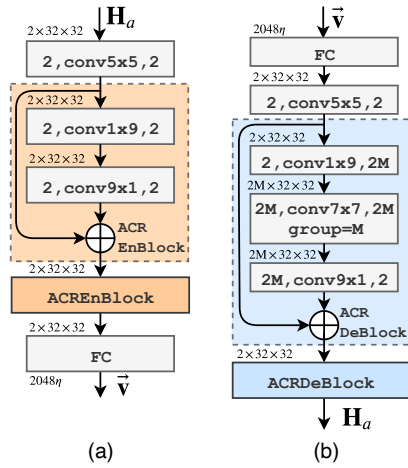 H_a
2×32×32
2,conv5x5,2
2×32×32
2,conv1x9,2
2×32×32
2,conv9x1,2
ACR
EnBlock
2×32×32
ACREnBlock
2×32×32
FC
2048η
v⃗
(a)
v⃗
2048η
FC
2×32×32
2,conv5x5,2
2×32×32
2,conv1x9,2M
2M×32×32
2M,conv7x7,2M
group=M
2M×32×32
2M,conv9x1,2
ACR
DeBlock
2×32×32
ACRDeBlock
H_a
(b)